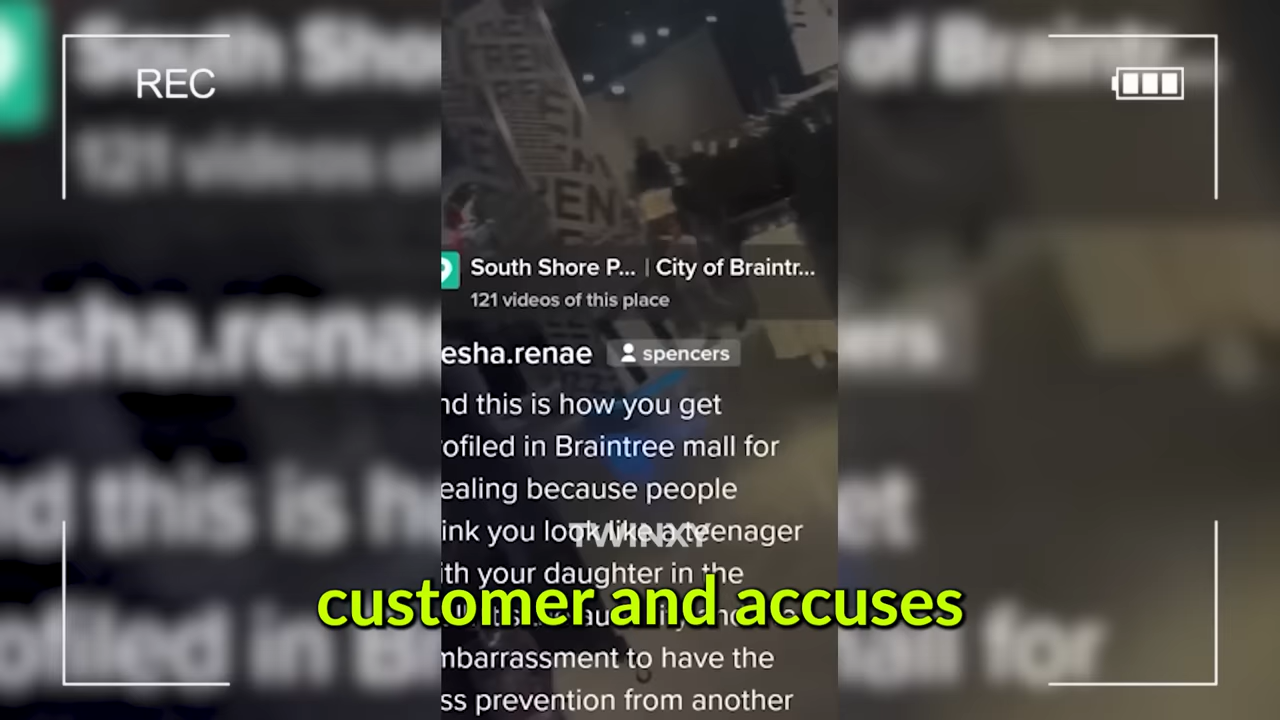 REC
South Shore P... | City of Braintr...
121 videos of this place
esha.renae spencers
nd this is how you get
ofiled in Braintree mall for
ealing because people
ink you look like a teenager
TWINXY
ith your daughter in the
customer and accuses
mbarrassment to have the
ss prevention from another